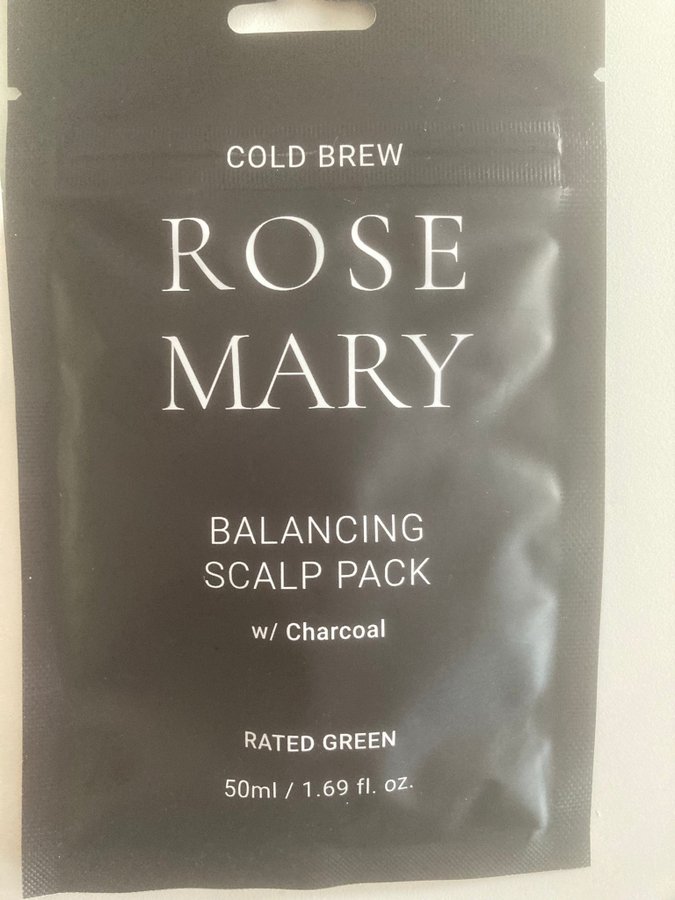 COLD BREW
ROSE
MARY
BALANCING
SCALP PACK
w/ Charcoal
RATED GREEN
50ml / 1.69 fl. oz.